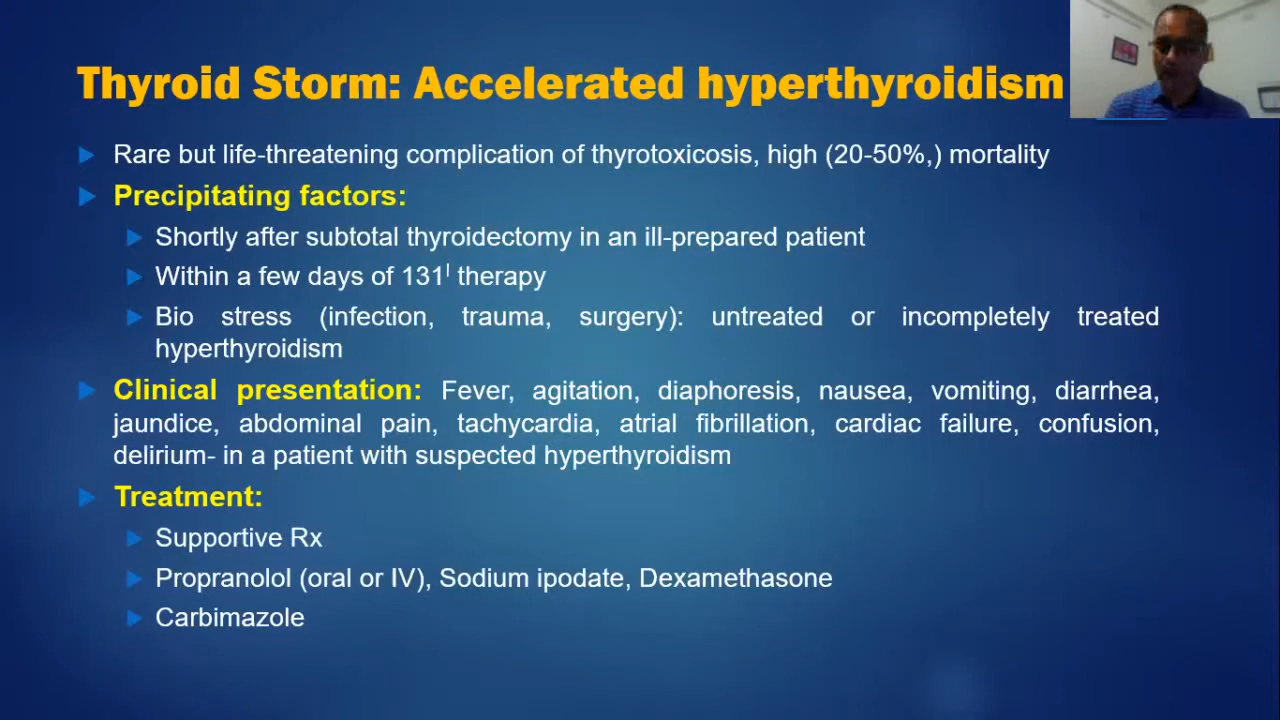 Thyroid Storm: Accelerated hyperthyroidism
Rare but life-threatening complication of thyrotoxicosis, high (20-50%,) mortality
Precipitating factors:
Shortly after subtotal thyroidectomy in an ill-prepared patient
Within a few days of 131ᴵ therapy
Bio stress (infection, trauma, surgery): untreated or incompletely treated
hyperthyroidism
Clinical presentation: Fever, agitation, diaphoresis, nausea, vomiting, diarrhea,
jaundice, abdominal pain, tachycardia, atrial fibrillation, cardiac failure, confusion,
delirium- in a patient with suspected hyperthyroidism
Treatment:
Supportive Rx
Propranolol (oral or IV), Sodium ipodate, Dexamethasone
Carbimazole